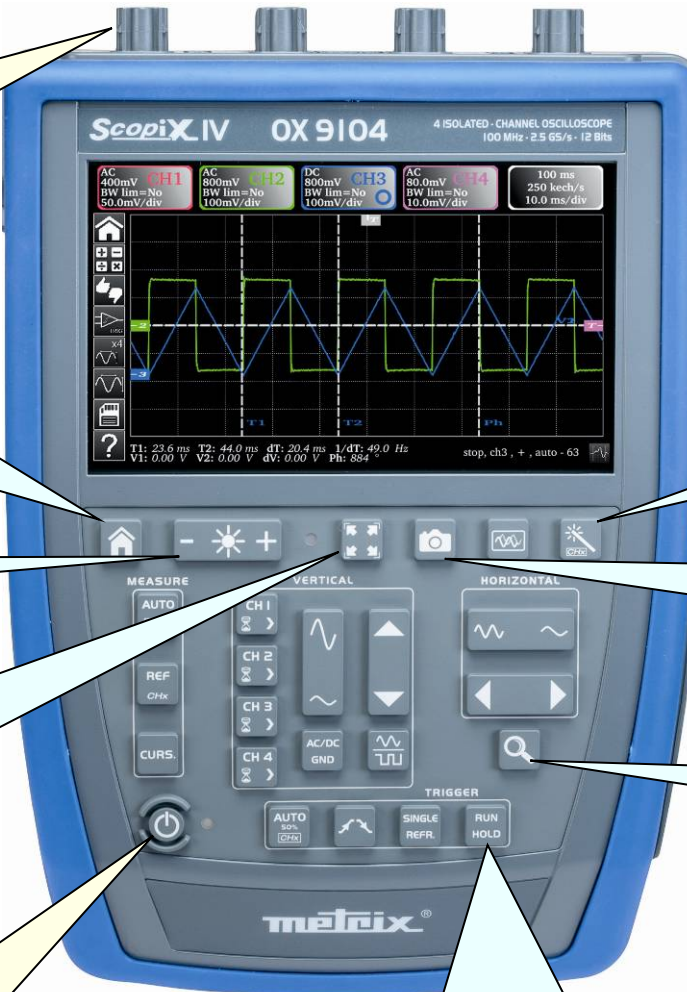 ScopiX IV OX 9104 4 ISOLATED - CHANNEL OSCILLOSCOPE
100 MHz - 2.5 GS/s - 12 Bits
AC
400mV CH1
BW lim=No
50.0mV/div
AC
800mV CH2
BW lim=No
100mV/div
DC
800mV CH3
BW lim=No
100mV/div
AC
80.0mV CH4
BW lim=No
10.0mV/div
100 ms
250 kech/s
10.0 ms/div
x4
?
2
3
V2
T
T1 T2 Ph
T1: 23.6 ms T2: 44.0 ms dT: 20.4 ms 1/dT: 49.0 Hz
V1: 0.00 V V2: 0.00 V dV: 0.00 V Ph: 884 °
stop, ch3 , + , auto - 63
- +
CHx
MEASURE VERTICAL HORIZONTAL
AUTO
REF
CHx
CURS.
CH 1
CH 2
CH 3
CH 4
AC/DC
GND
TRIGGER
AUTO
50%
CHx
SINGLE
REFR.
RUN
HOLD
metrix®